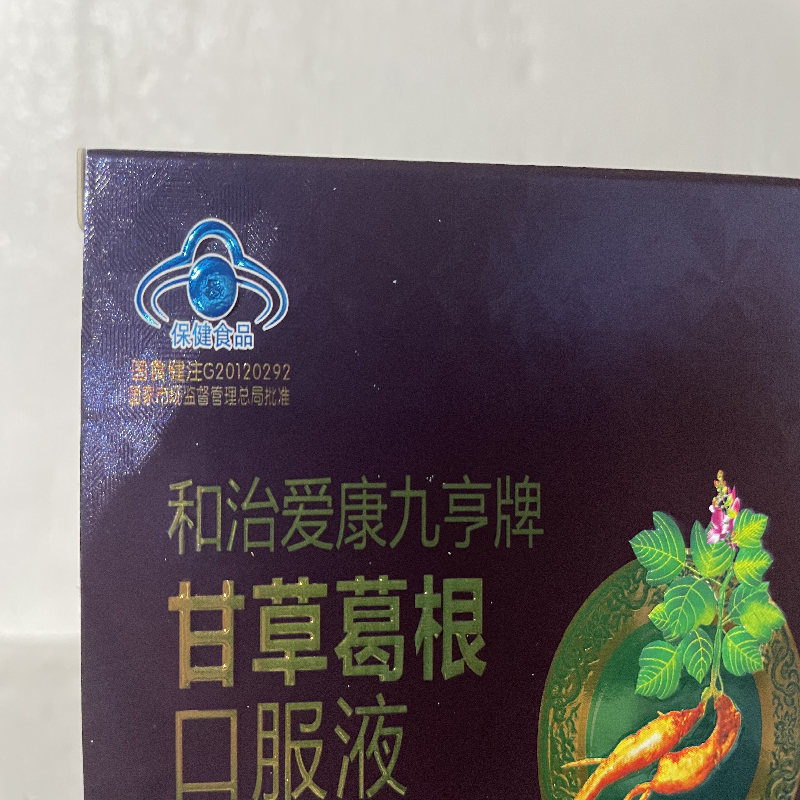 保健食品
国食健注G20120292
国家市场监督管理总局批准
和治爱康九亨牌
甘草葛根
口服液